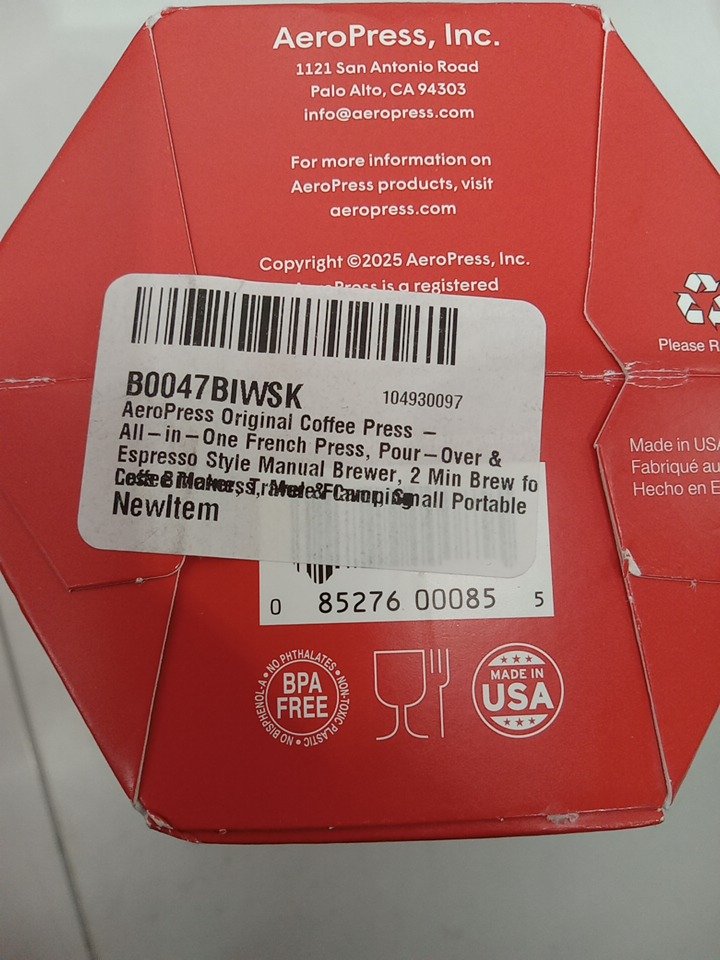 AeroPress, Inc.
1121 San Antonio Road
Palo Alto, CA 94303
info@aeropress.com
For more information on
AeroPress products, visit
aeropress.com
Copyright ©2025 AeroPress, Inc.
AeroPress is a registered
Please R
B0047BIWSK 104930097
AeroPress Original Coffee Press –
All-in-One French Press, Pour-Over &
Espresso Style Manual Brewer, 2 Min Brew fo
Small Portable
NewItem
Made in USA
Fabriqué au
Hecho en E
0 85276 00085 5
NO PHTHALATES • NON-TOXIC PLASTIC • NO BISPHENOL-A •
BPA
FREE
MADE IN
USA